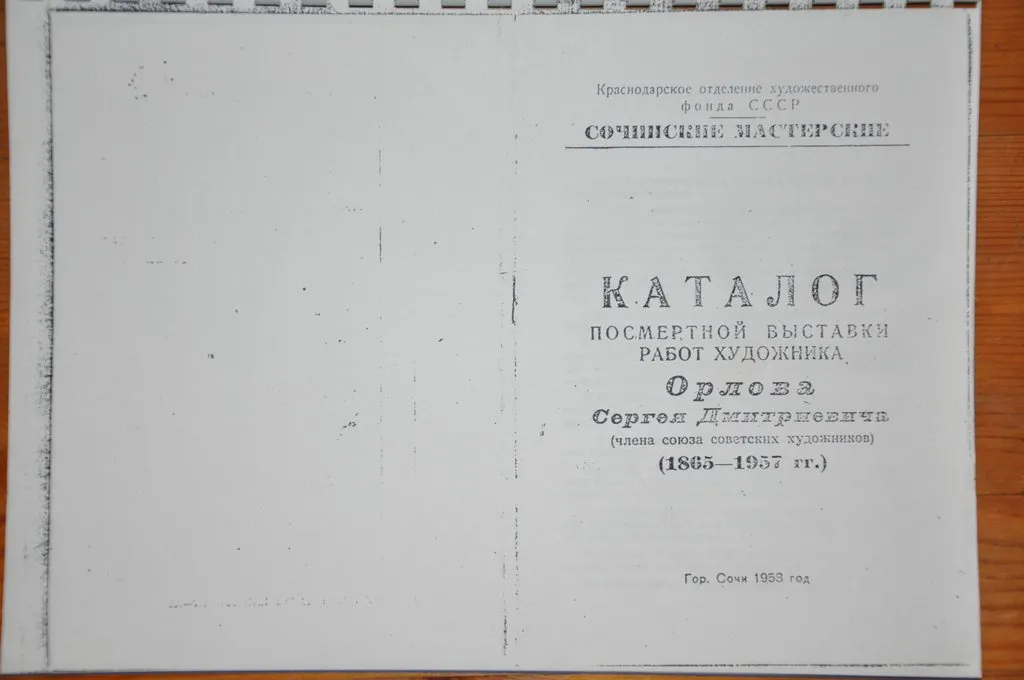 Краснодарское отделение художественного
фонда СССР
СОЧИНСКИЕ МАСТЕРСКИЕ
КАТАЛОГ
ПОСМЕРТНОЙ ВЫСТАВКИ
РАБОТ ХУДОЖНИКА
Орлова
Сергея Дмитриевича
(члена союза советских художников)
(1865—1957 гг.)
Гор. Сочи 1958 год